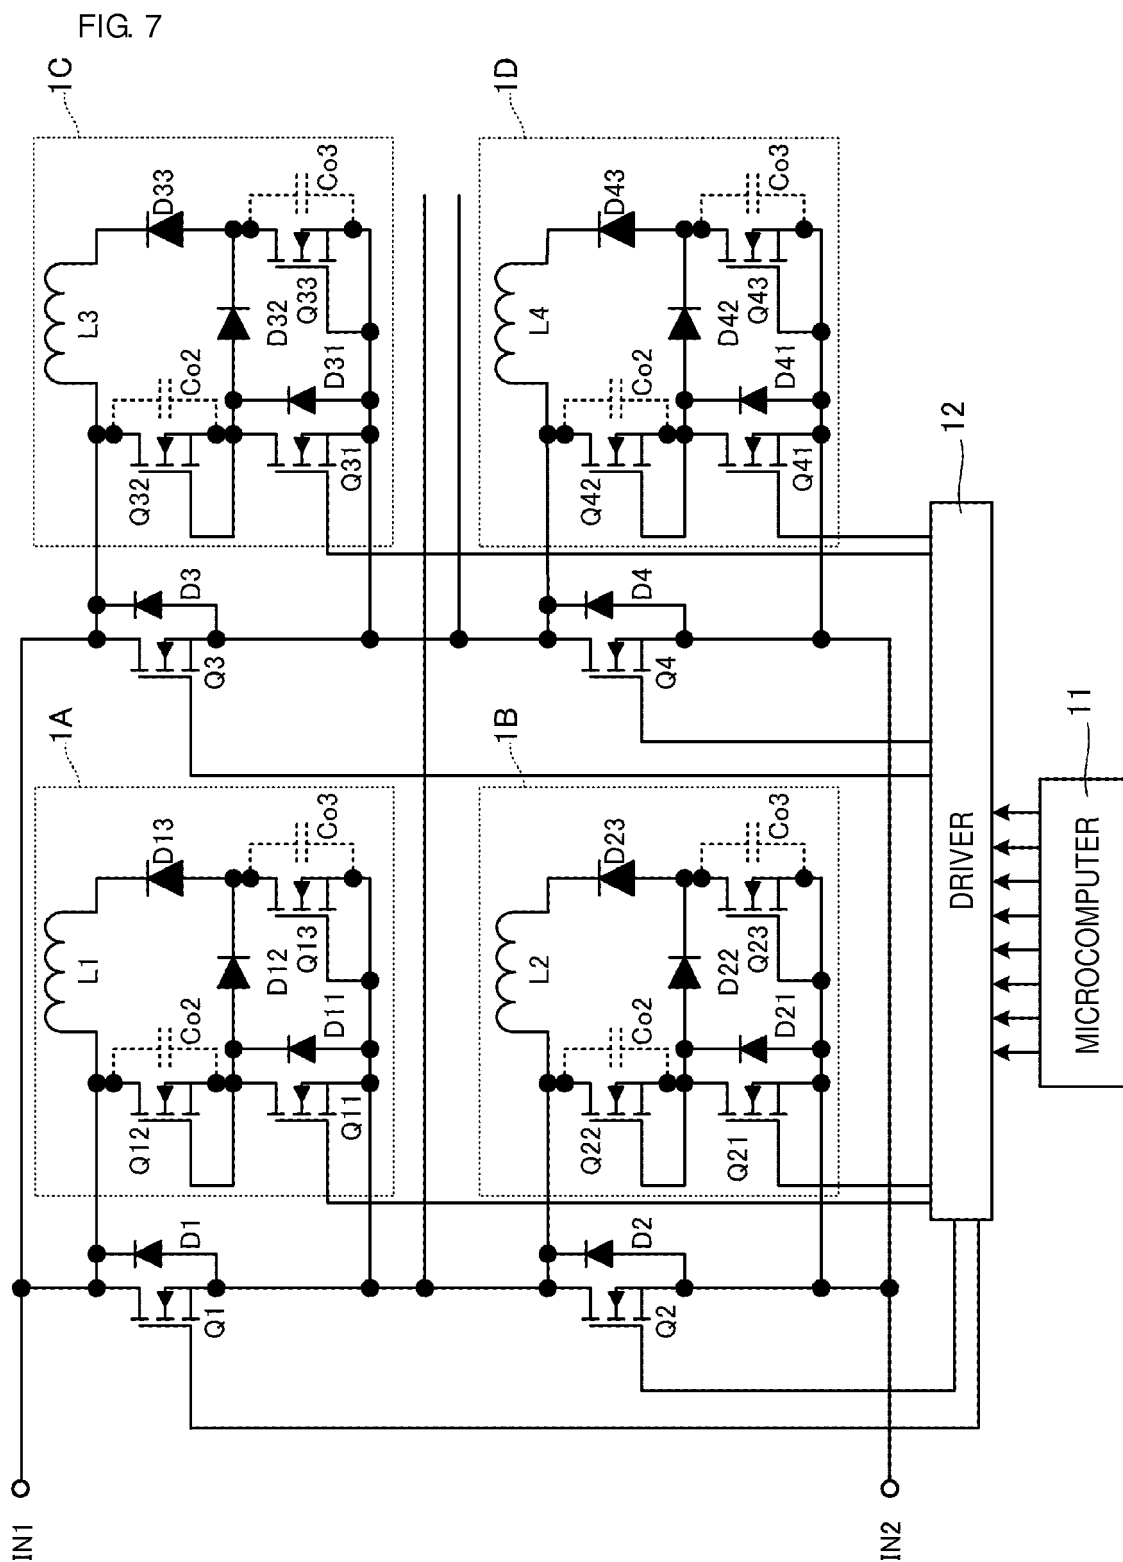 FIG. 7
1C
1D
L3
D33
Co3
Co2
Q33
D32
D31
Q32
Q31
L4
D43
Co3
Co2
Q43
D42
D41
Q42
Q41
D3
Q3
D4
Q4
1A
1B
L1
D13
Co3
Co2
Q13
D12
D11
Q12
Q11
L2
D23
Co3
Co2
Q23
D22
D21
Q22
Q21
D1
Q1
D2
Q2
12
DRIVER
11
MICROCOMPUTER
IN1
IN2